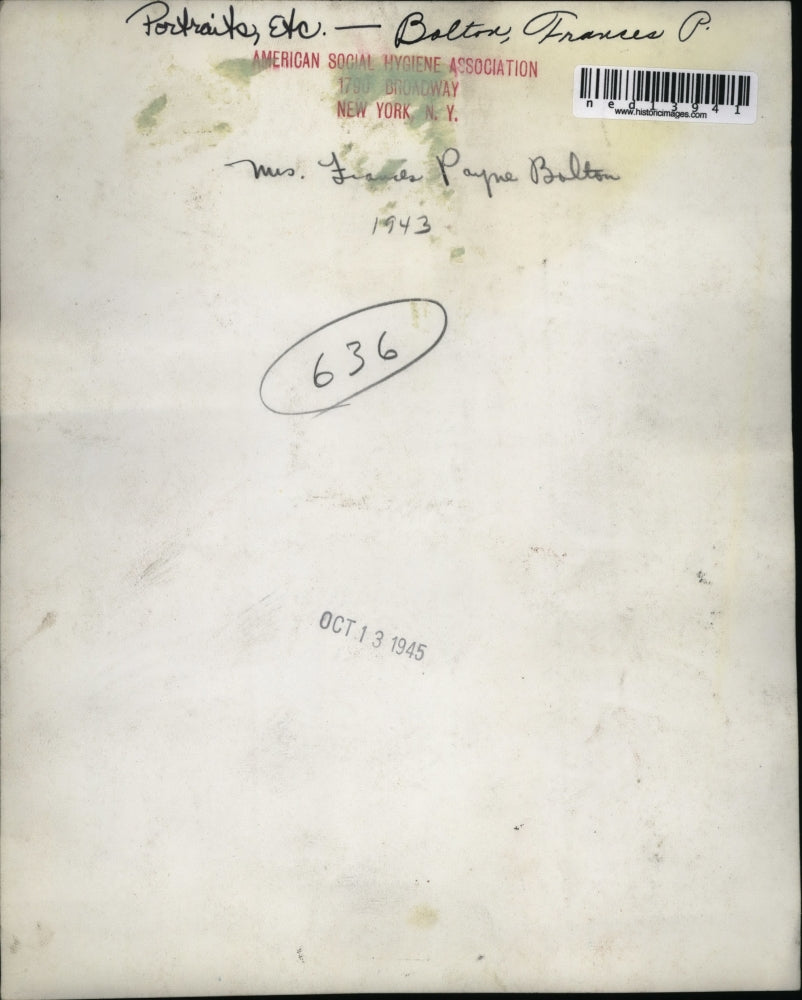 Portraits, Etc. — Bolton, Frances P.
AMERICAN SOCIAL HYGIENE ASSOCIATION
1790 BROADWAY
NEW YORK, N. Y.
ned13941
www.historicimages.com
Mrs. Frances Payne Bolton
1943
636
OCT 13 1945